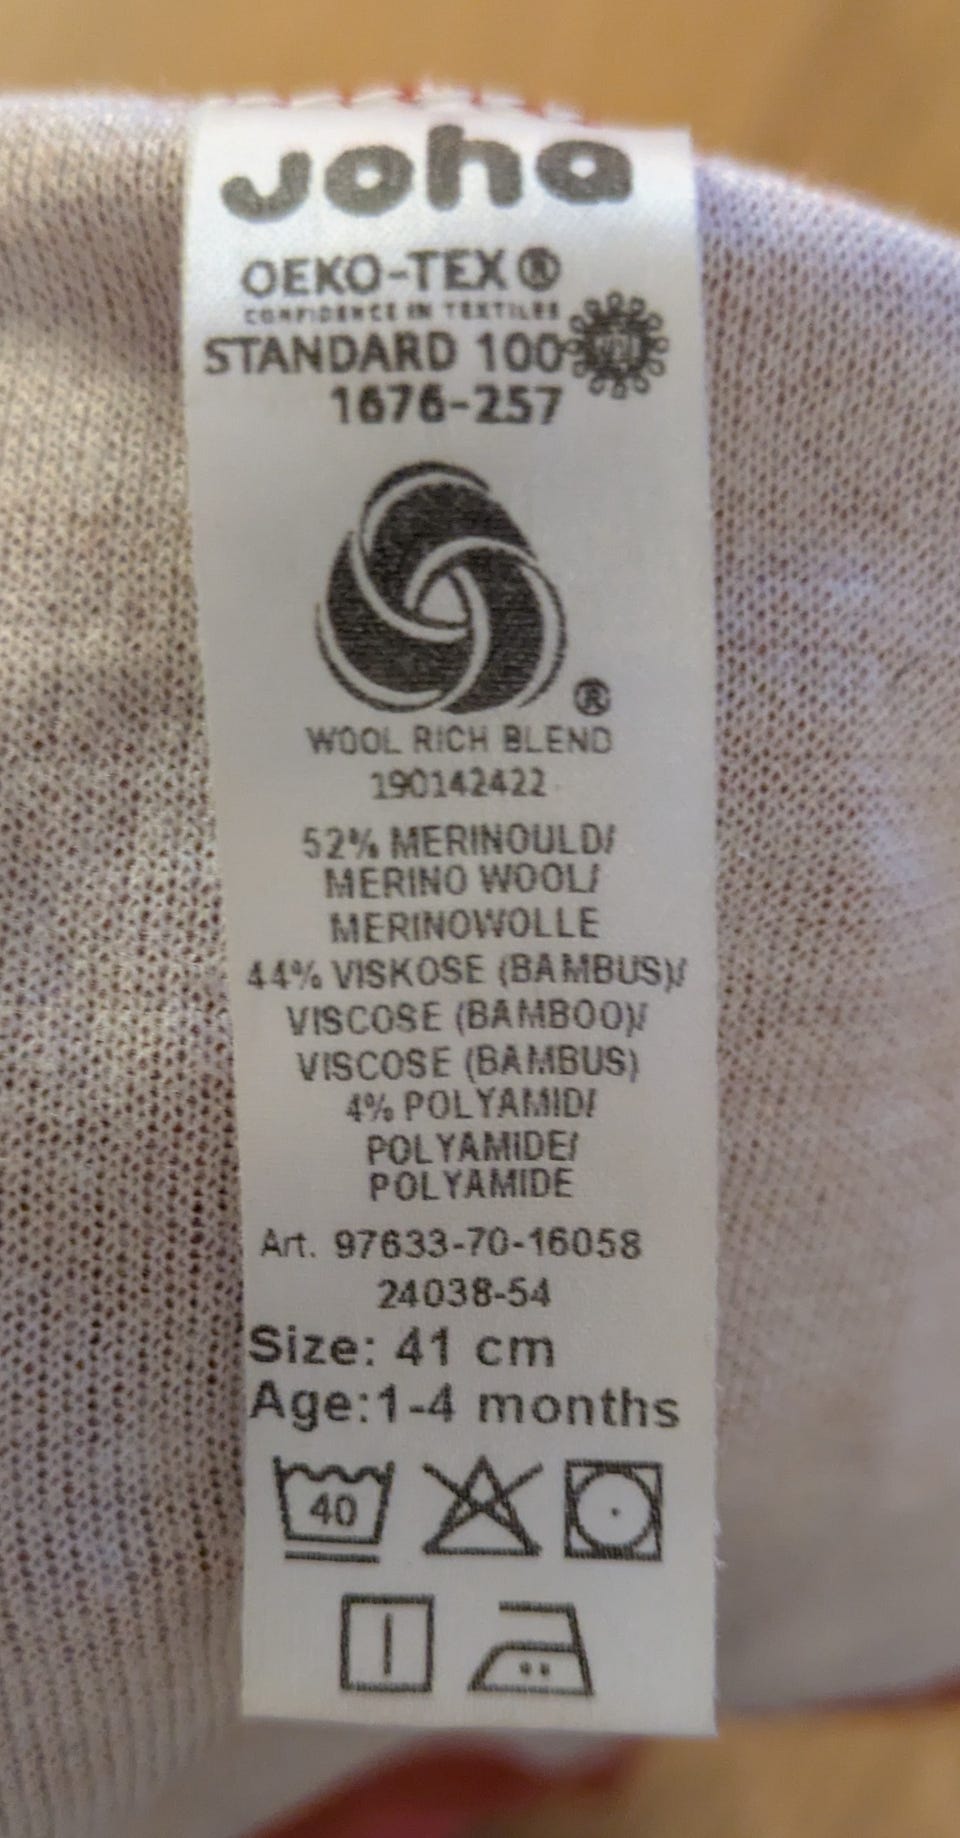 Joha
OEKO-TEX®
CONFIDENCE IN TEXTILES
STANDARD 100
1676-257
®
WOOL RICH BLEND
190142422
52% MERINOULD/
MERINO WOOL/
MERINOWOLLE
44% VISKOSE (BAMBUS)/
VISCOSE (BAMBOO)/
VISCOSE (BAMBUS)
4% POLYAMID/
POLYAMIDE/
POLYAMIDE
Art. 97633-70-16058
24038-54
Size: 41 cm
Age:1-4 months
40